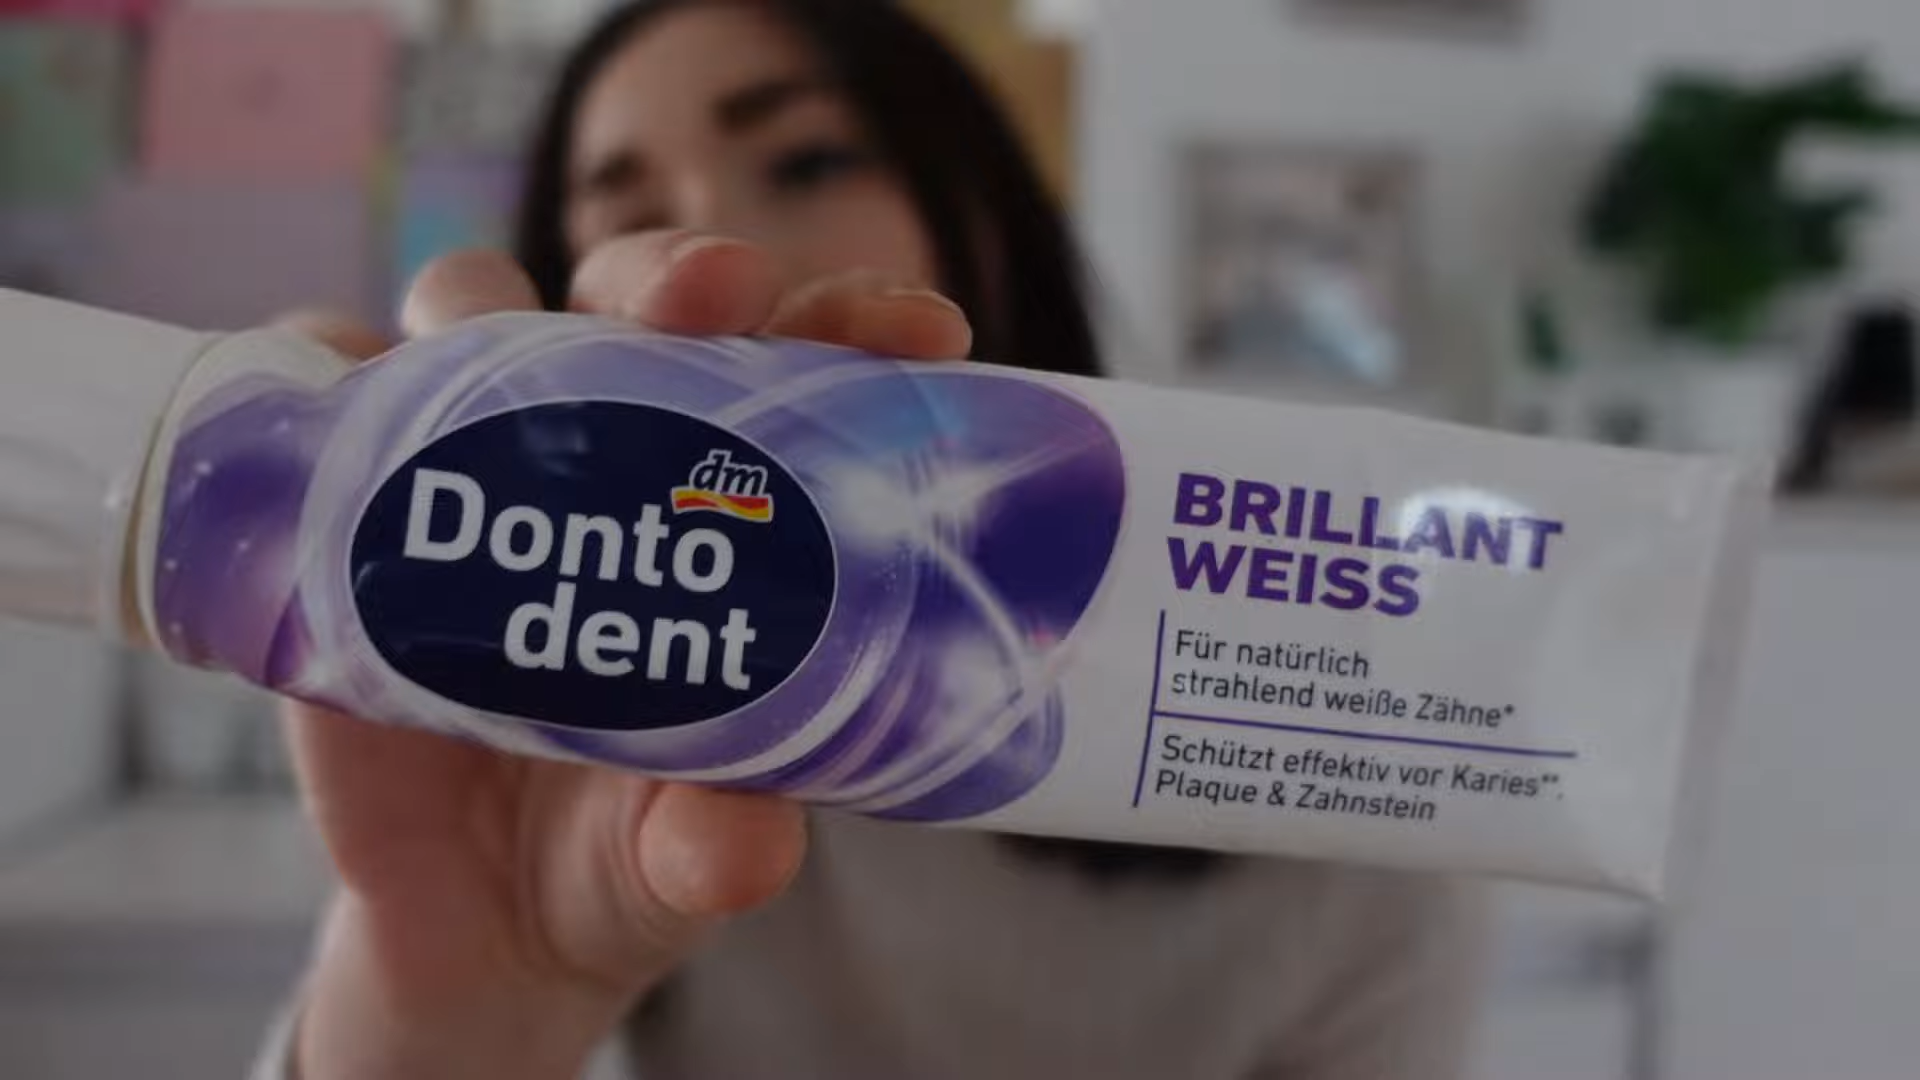 dm
Donto
dent
BRILLANT
WEISS
Für natürlich
strahlend weiße Zähne*
Schützt effektiv vor Karies**,
Plaque & Zahnstein